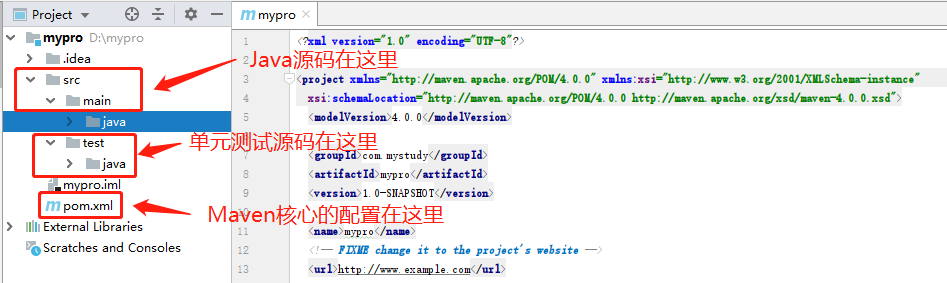 Project
mypro
mypro D:\mypro
.idea
src
main
java
test
java
mypro.iml
pom.xml
External Libraries
Scratches and Consoles
Java源码在这里
单元测试源码在这里
Maven核心的配置在这里
1 <?xml version="1.0" encoding="UTF-8"?>
2
3 <project xmlns="http://maven.apache.org/POM/4.0.0" xmlns:xsi="http://www.w3.org/2001/XMLSchema-instance"
4 xsi:schemaLocation="http://maven.apache.org/POM/4.0.0 http://maven.apache.org/xsd/maven-4.0.0.xsd">
5 <modelVersion>4.0.0</modelVersion>
7 <groupId>com.mystudy</groupId>
8 <artifactId>mypro</artifactId>
9 <version>1.0-SNAPSHOT</version>
11 <name>mypro</name>
12 <!-- FIXME change it to the project's website -->
13 <url>http://www.example.com</url>